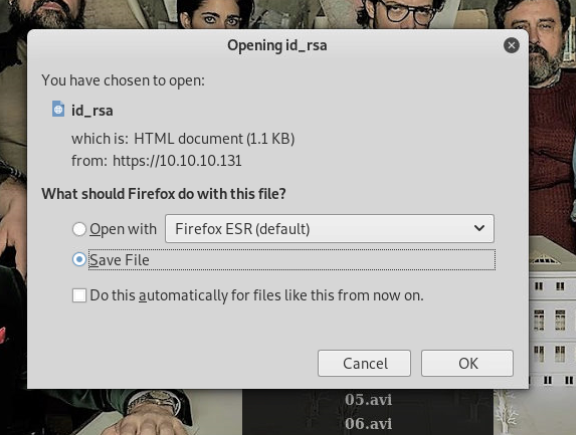 Opening id_rsa
You have chosen to open:
id_rsa
which is: HTML document (1.1 KB)
from: https://10.10.10.131
What should Firefox do with this file?
Open with Firefox ESR (default)
Save File
Do this automatically for files like this from now on.
Cancel OK
05.avi
06.avi